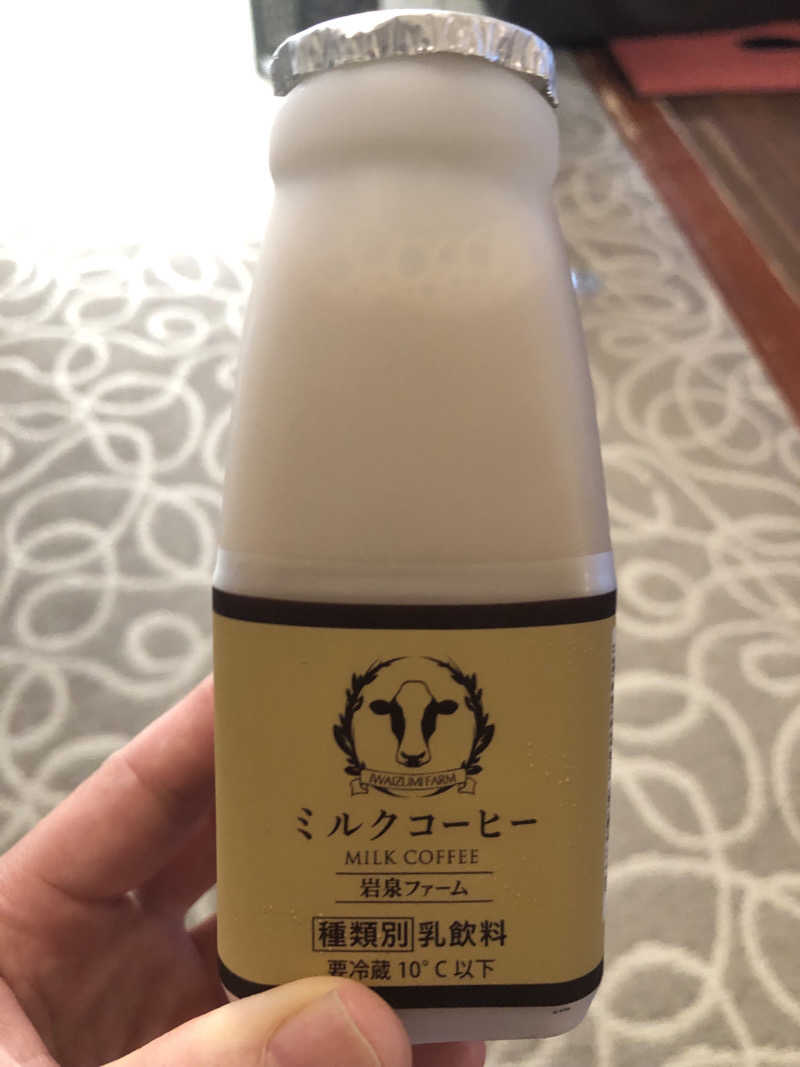 IWAIZUMI FARM
ミルクコーヒー
MILK COFFEE
岩泉ファーム
種類別 乳飲料
要冷蔵 10°C 以下